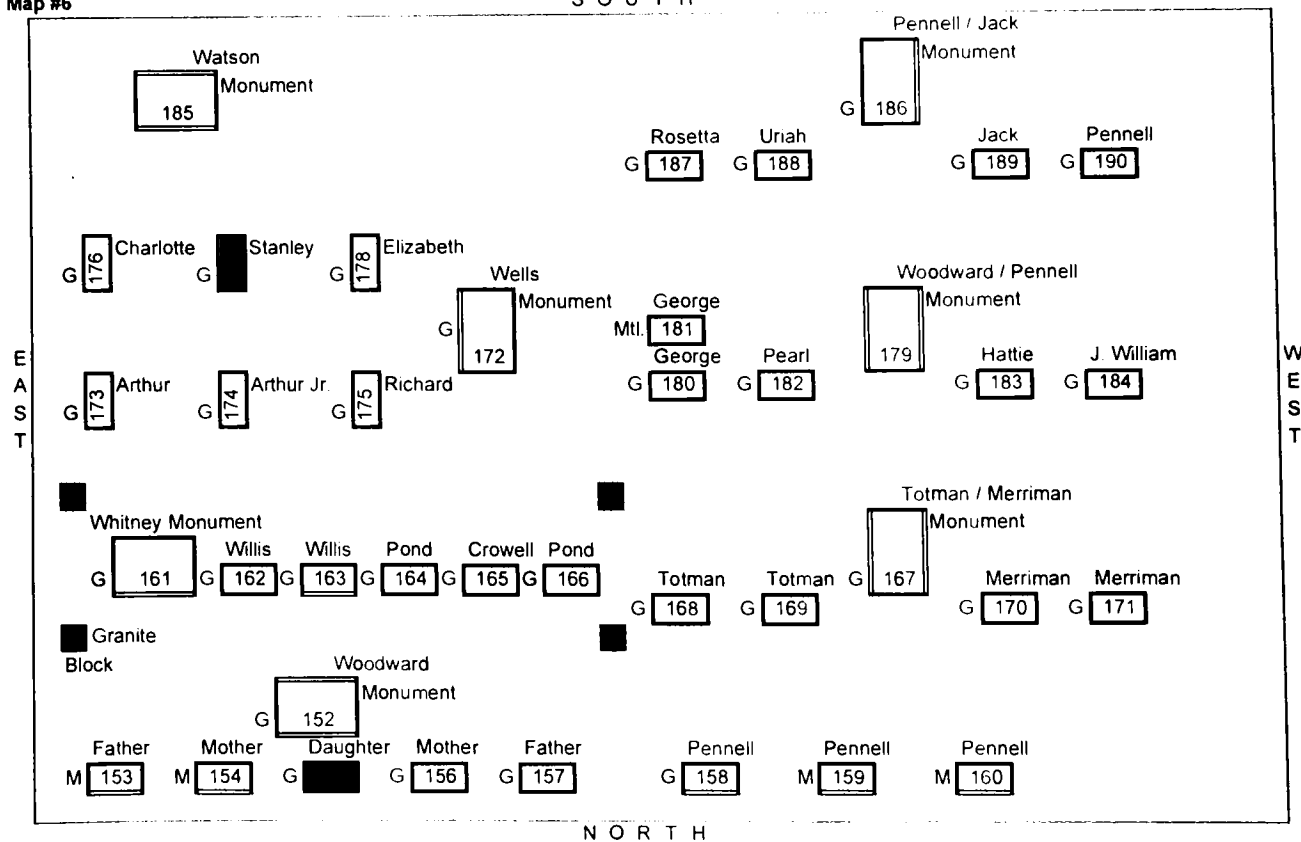 Map #6
S O U T H
Pennell / Jack
Monument
G 186
Watson
Monument
185
Rosetta Uriah Jack Pennell
G 187 G 188 G 189 G 190
Charlotte Stanley Elizabeth
G 176 G G 178
Wells
Monument
G 172
George
Mtl. 181
Woodward / Pennell
Monument
179
George Pearl Hattie J. William
G 180 G 182 G 183 G 184
EAST
WEST
Arthur Arthur Jr. Richard
G 173 G 174 G 175
Whitney Monument
G 161
Willis Willis Pond Crowell Pond
G 162 G 163 G 164 G 165 G 166
Totman / Merriman
Monument
G 167
Totman Totman Merriman Merriman
G 168 G 169 G 170 G 171
Granite
Block
Woodward
Monument
G 152
Father Mother Daughter Mother Father Pennell Pennell Pennell
M 153 M 154 G G 156 G 157 G 158 M 159 M 160
N O R T H